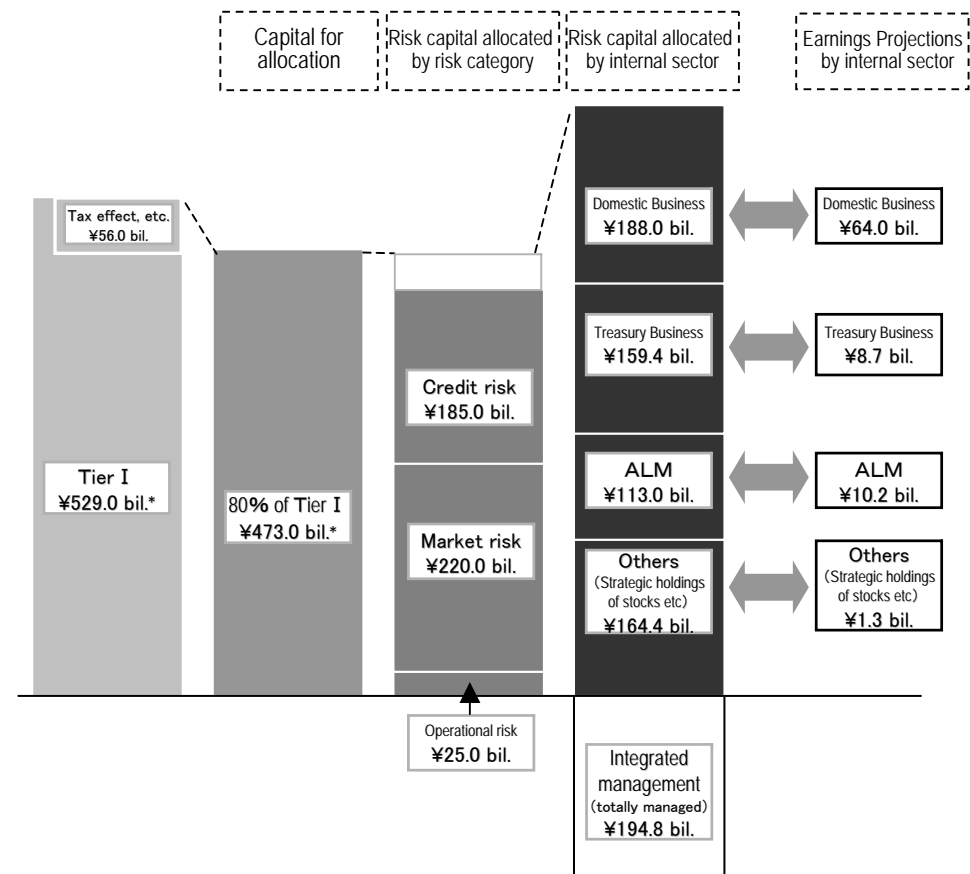 Capital for
allocation
Risk capital allocated
by risk category
Risk capital allocated
by internal sector
Earnings Projections
by internal sector
Tax effect, etc.
¥56.0 bil.
Tier I
¥529.0 bil.*
80% of Tier I
¥473.0 bil.*
Credit risk
¥185.0 bil.
Market risk
¥220.0 bil.
Operational risk
¥25.0 bil.
Domestic Business
¥188.0 bil.
Treasury Business
¥159.4 bil.
ALM
¥113.0 bil.
Others
(Strategic holdings
of stocks etc)
¥164.4 bil.
Integrated
management
(totally managed)
¥194.8 bil.
Domestic Business
¥64.0 bil.
Treasury Business
¥8.7 bil.
ALM
¥10.2 bil.
Others
(Strategic holdings
of stocks etc)
¥1.3 bil.